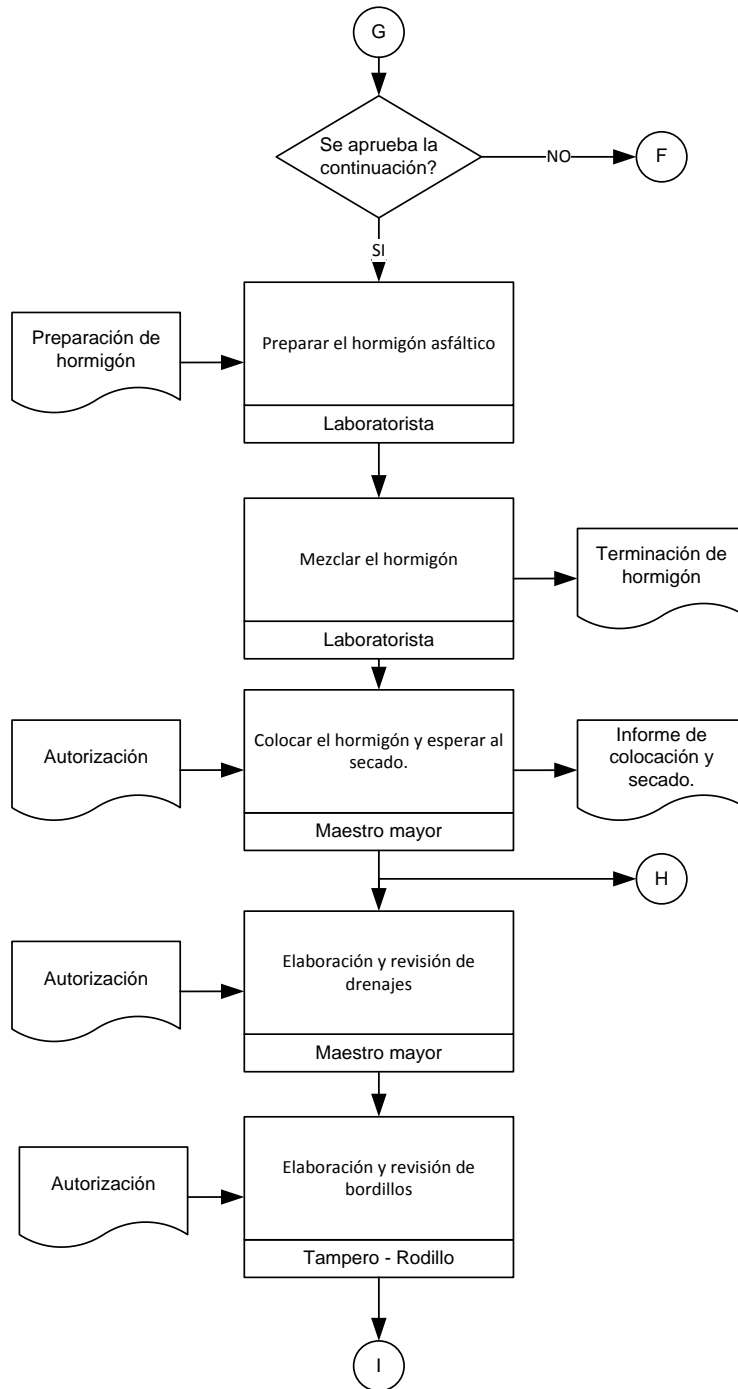 G
Se aprueba la
continuación?
NO
F
SI
Preparación de
hormigón
Preparar el hormigón asfáltico
Laboratorista
Mezclar el hormigón
Laboratorista
Terminación de
hormigón
Autorización
Colocar el hormigón y esperar al
secado.
Maestro mayor
Informe de
colocación y
secado.
H
Autorización
Elaboración y revisión de
drenajes
Maestro mayor
Autorización
Elaboración y revisión de
bordillos
Tampero - Rodillo
I